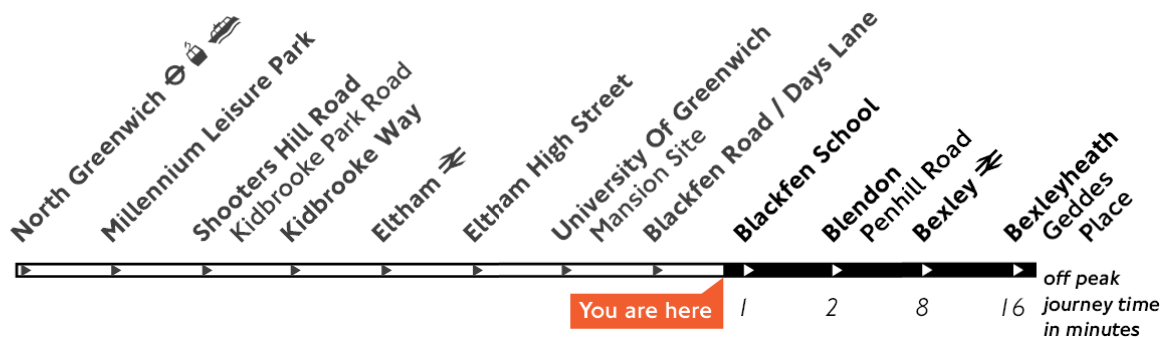 North Greenwich
Millennium Leisure Park
Shooters Hill Road
Kidbrooke Park Road
Kidbrooke Way
Eltham
Eltham High Street
University Of Greenwich
Mansion Site
Blackfen Road / Days Lane
Blackfen School
Blendon
Penhill Road
Bexley
Bexleyheath
Geddes
Place
You are here
1
2
8
16
off peak
journey time
in minutes